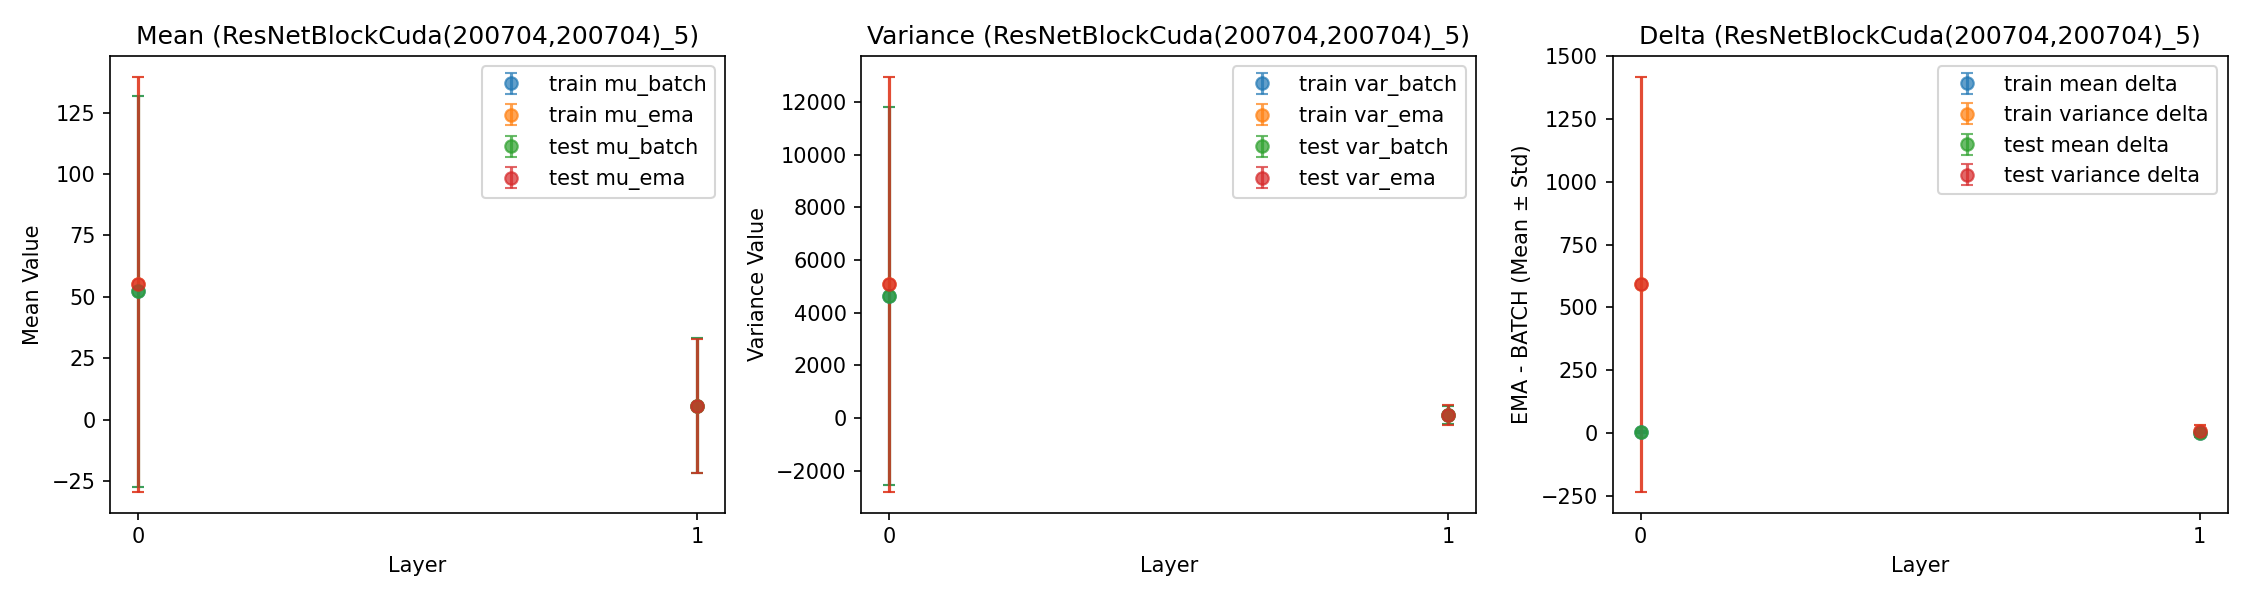 Mean (ResNetBlockCuda(200704,200704)_5)
125
100
75
50
25
0
−25
Mean Value
0
1
Layer
train mu_batch
train mu_ema
test mu_batch
test mu_ema
Variance (ResNetBlockCuda(200704,200704)_5)
12000
10000
8000
6000
4000
2000
0
−2000
Variance Value
0
1
Layer
train var_batch
train var_ema
test var_batch
test var_ema
Delta (ResNetBlockCuda(200704,200704)_5)
1500
1250
1000
750
500
250
0
−250
EMA - BATCH (Mean ± Std)
0
1
Layer
train mean delta
train variance delta
test mean delta
test variance delta